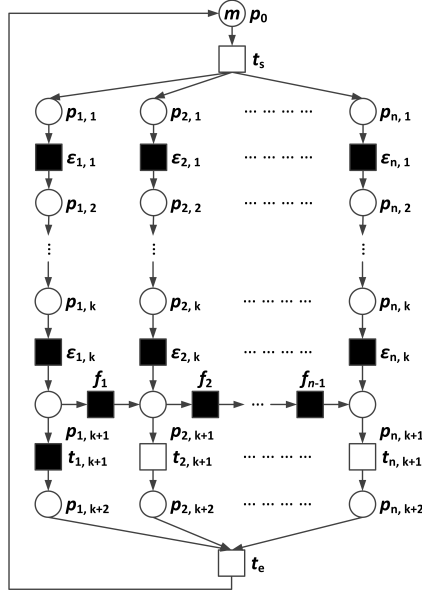 m p0
ts
p1, 1 p2, 1 ... ... ... ... pn, 1
ε1, 1 ε2, 1 ... ... ... ... εn, 1
p1, 2 p2, 2 ... ... ... ... pn, 2
... ... ...
p1, k p2, k ... ... ... ... pn, k
ε1, k ε2, k ... ... ... ... εn, k
f1 f2 ... fn-1
p1, k+1 p2, k+1 pn, k+1
t1, k+1 t2, k+1 ... ... ... ... tn, k+1
p1, k+2 p2, k+2 ... ... ... ... pn, k+2
te